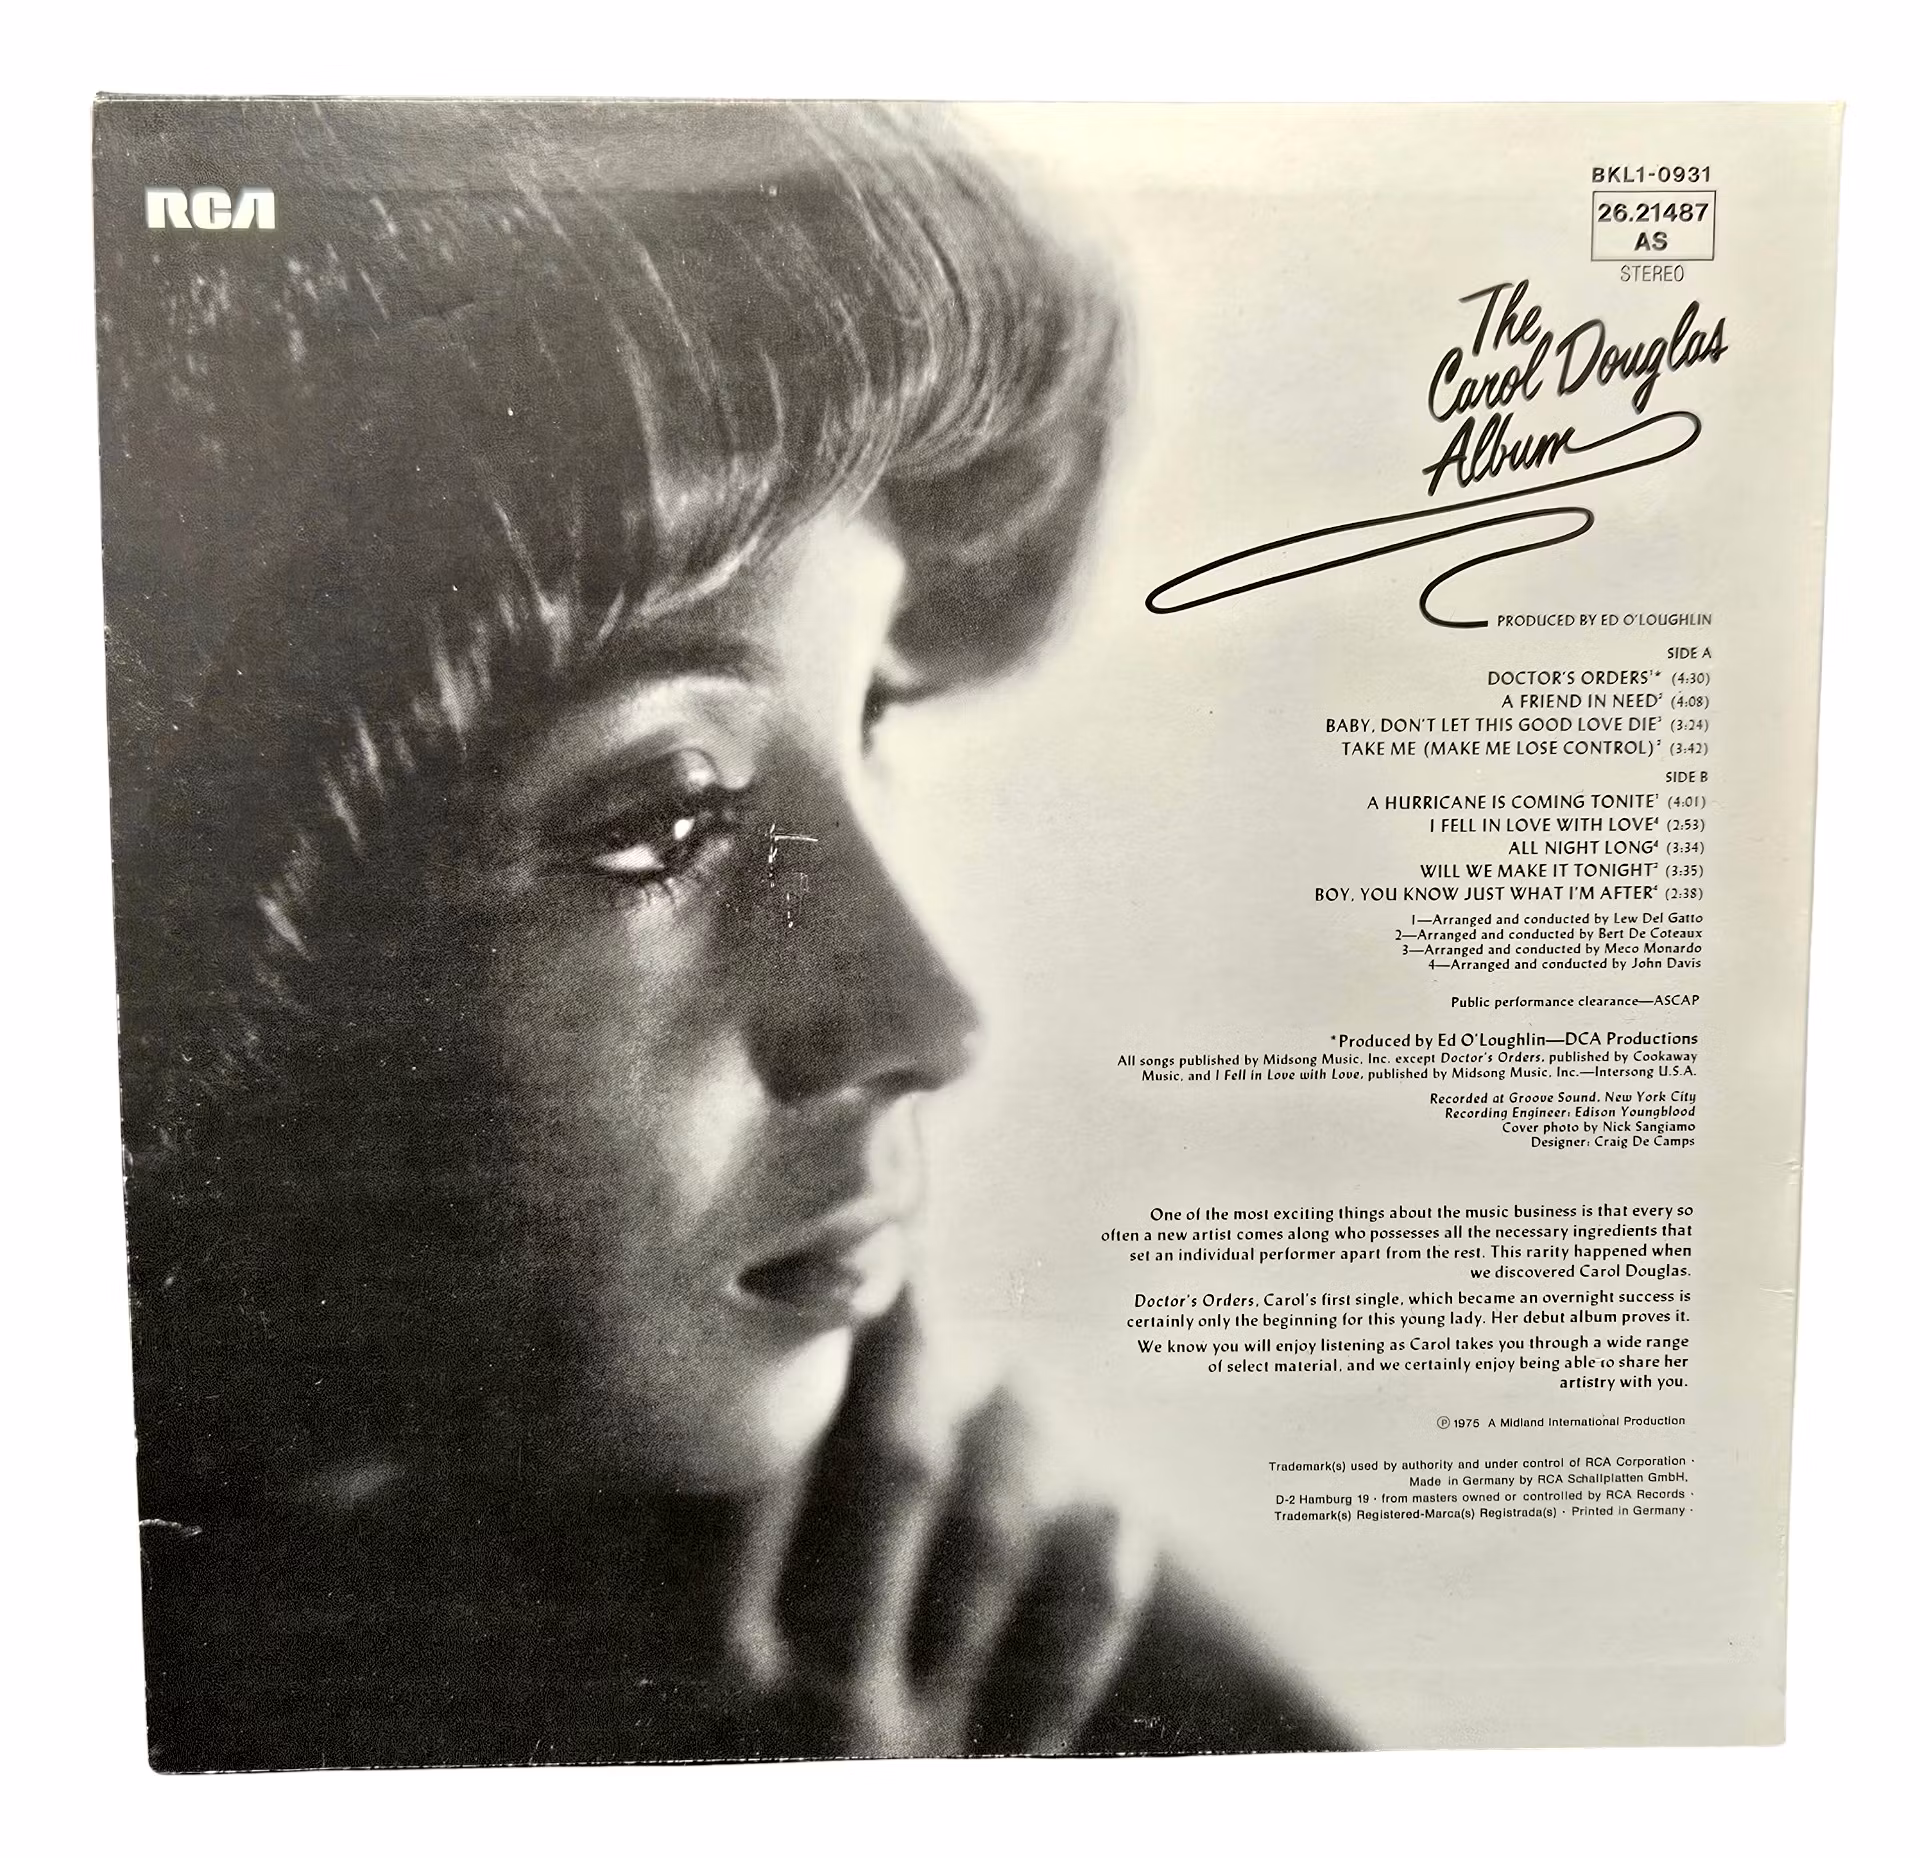 RCA
BKL1-0931
26.21487
AS
STEREO
The
Carol Douglas
Album
PRODUCED BY ED O'LOUGHLIN
SIDE A
DOCTOR'S ORDERS¹* (4:30)
A FRIEND IN NEED² (4:08)
BABY, DON'T LET THIS GOOD LOVE DIE³ (3:24)
TAKE ME (MAKE ME LOSE CONTROL)² (3:42)
SIDE B
A HURRICANE IS COMING TONITE¹ (4:01)
I FELL IN LOVE WITH LOVE⁴ (2:53)
ALL NIGHT LONG⁴ (3:34)
WILL WE MAKE IT TONIGHT² (3:35)
BOY, YOU KNOW JUST WHAT I'M AFTER⁴ (2:38)
1—Arranged and conducted by Lew Del Gatto
2—Arranged and conducted by Bert De Coteaux
3—Arranged and conducted by Meco Monardo
4—Arranged and conducted by John Davis
Public performance clearance—ASCAP
*Produced by Ed O'Loughlin—DCA Productions
All songs published by Midsong Music, Inc. except Doctor's Orders, published by Cookaway
Music, and I Fell in Love with Love, published by Midsong Music, Inc.—Intersong U.S.A.
Recorded at Groove Sound, New York City
Recording Engineer: Edison Youngblood
Cover photo by Nick Sangiamo
Designer: Craig De Camps
One of the most exciting things about the music business is that every so
often a new artist comes along who possesses all the necessary ingredients that
set an individual performer apart from the rest. This rarity happened when
we discovered Carol Douglas.
Doctor's Orders, Carol's first single, which became an overnight success is
certainly only the beginning for this young lady. Her debut album proves it.
We know you will enjoy listening as Carol takes you through a wide range
of select material, and we certainly enjoy being able to share her
artistry with you.
℗ 1975 A Midland International Production
Trademark(s) used by authority and under control of RCA Corporation ·
Made in Germany by RCA Schallplatten GmbH,
D-2 Hamburg 19 · from masters owned or controlled by RCA Records ·
Trademark(s) Registered-Marca(s) Registrada(s) · Printed in Germany ·